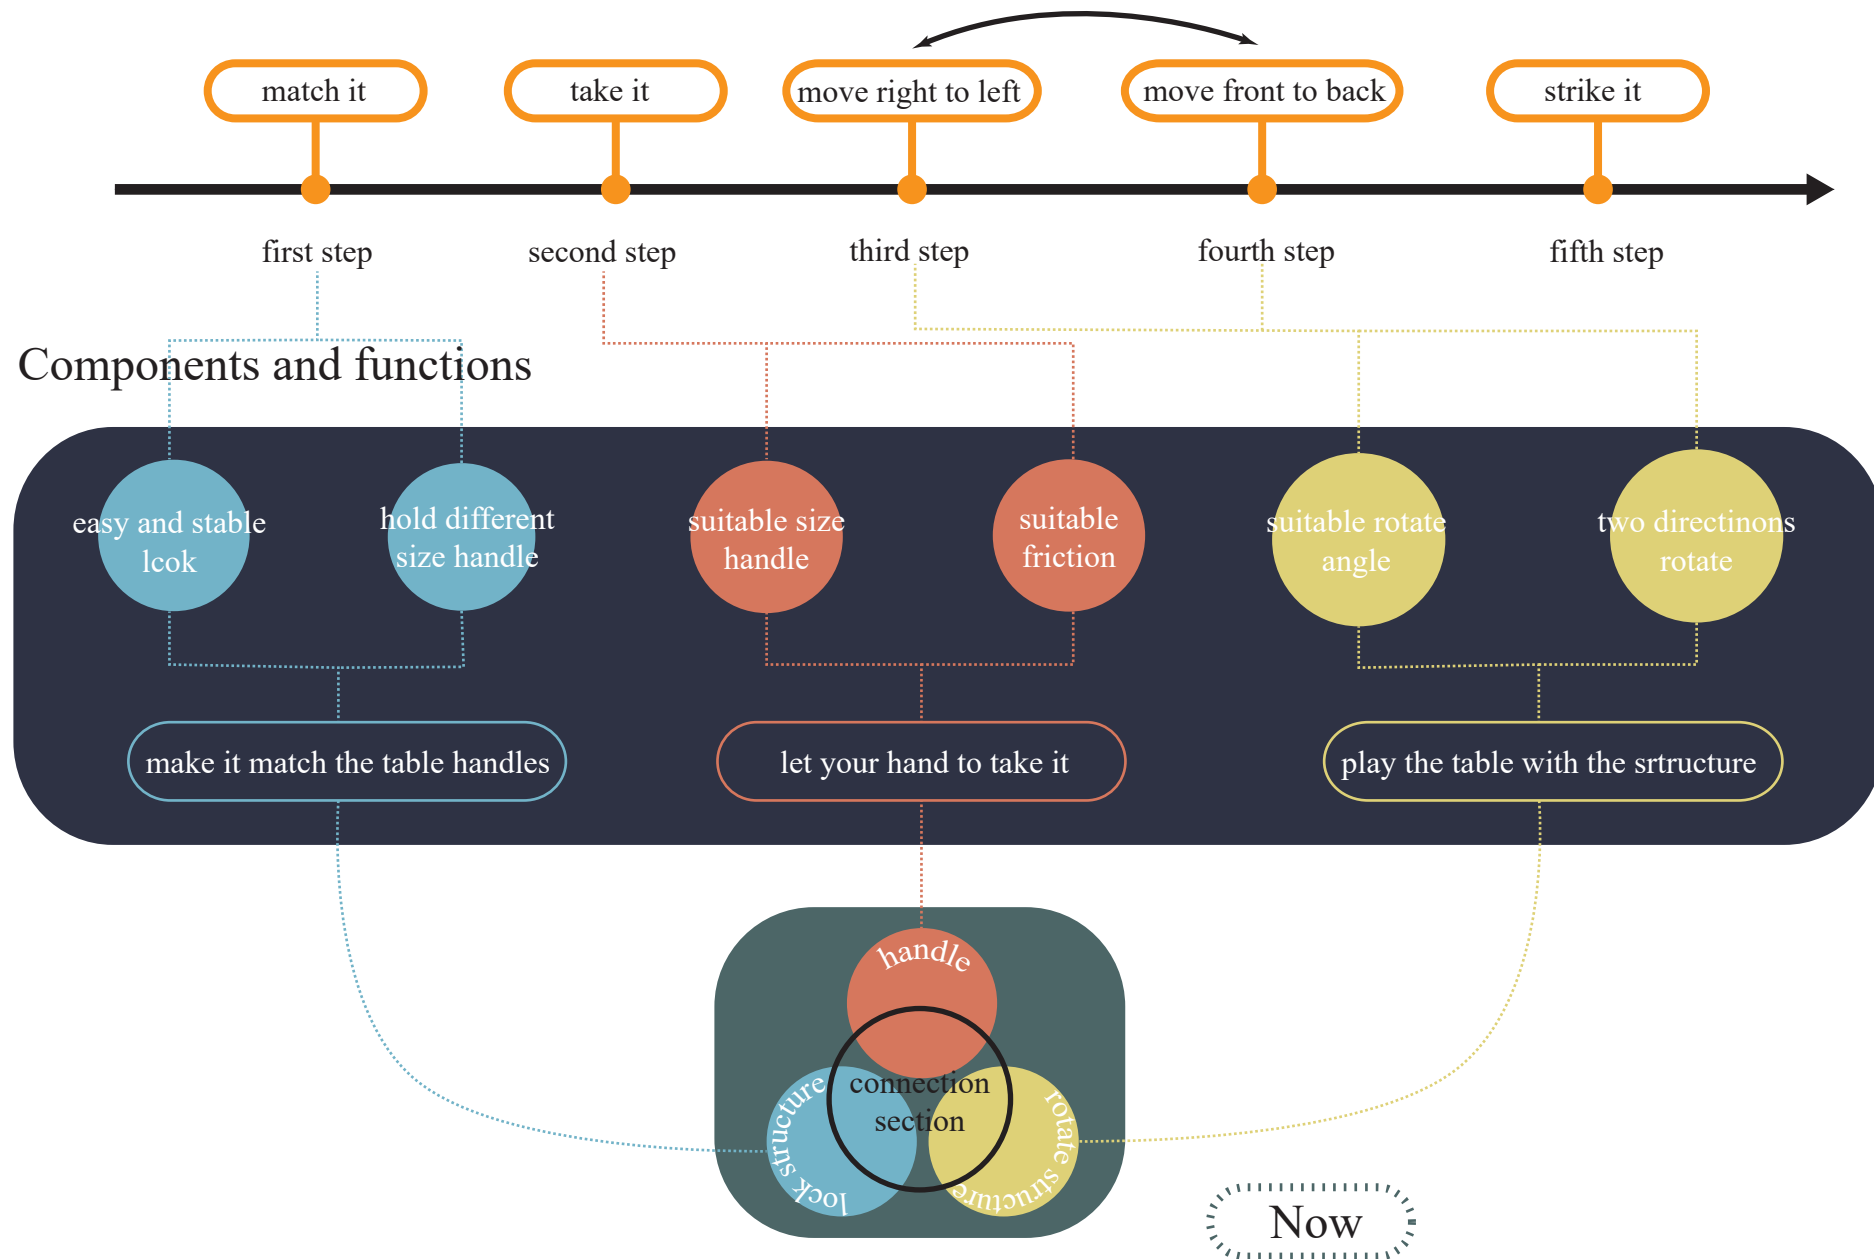 match it
take it
move right to left
move front to back
strike it
first step
second step
third step
fourth step
fifth step
Components and functions
easy and stable
lcok
hold different
size handle
suitable size
handle
suitable
friction
suitable rotate
angle
two directinons
rotate
make it match the table handles
let your hand to take it
play the table with the srtructure
handle
connection
section
lock structure
rotate structure
Now